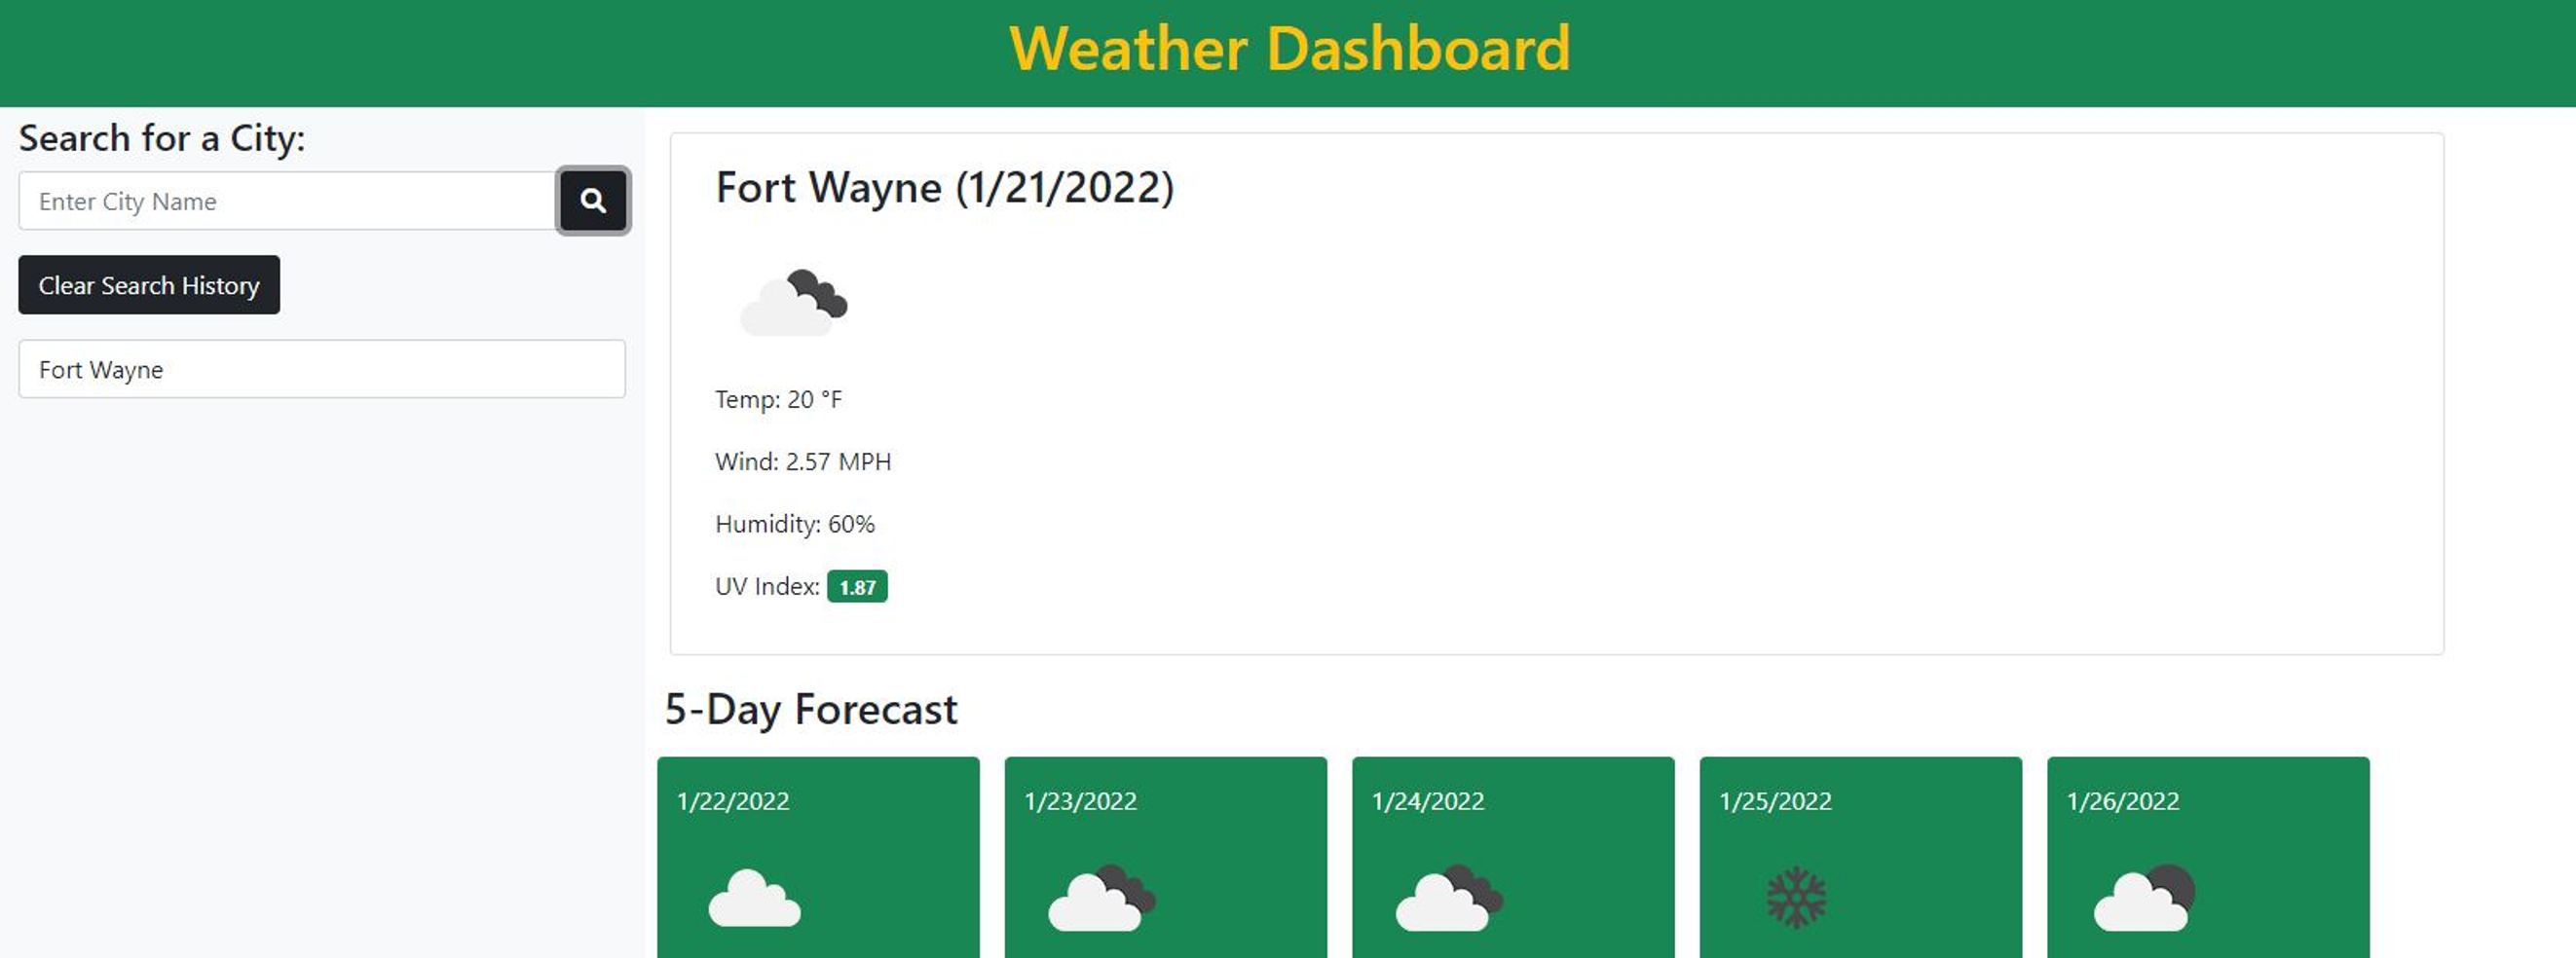 Weather Dashboard
Search for a City:
Enter City Name
Clear Search History
Fort Wayne
Fort Wayne (1/21/2022)
Temp: 20 °F
Wind: 2.57 MPH
Humidity: 60%
UV Index: 1.87
5-Day Forecast
1/22/2022
1/23/2022
1/24/2022
1/25/2022
1/26/2022